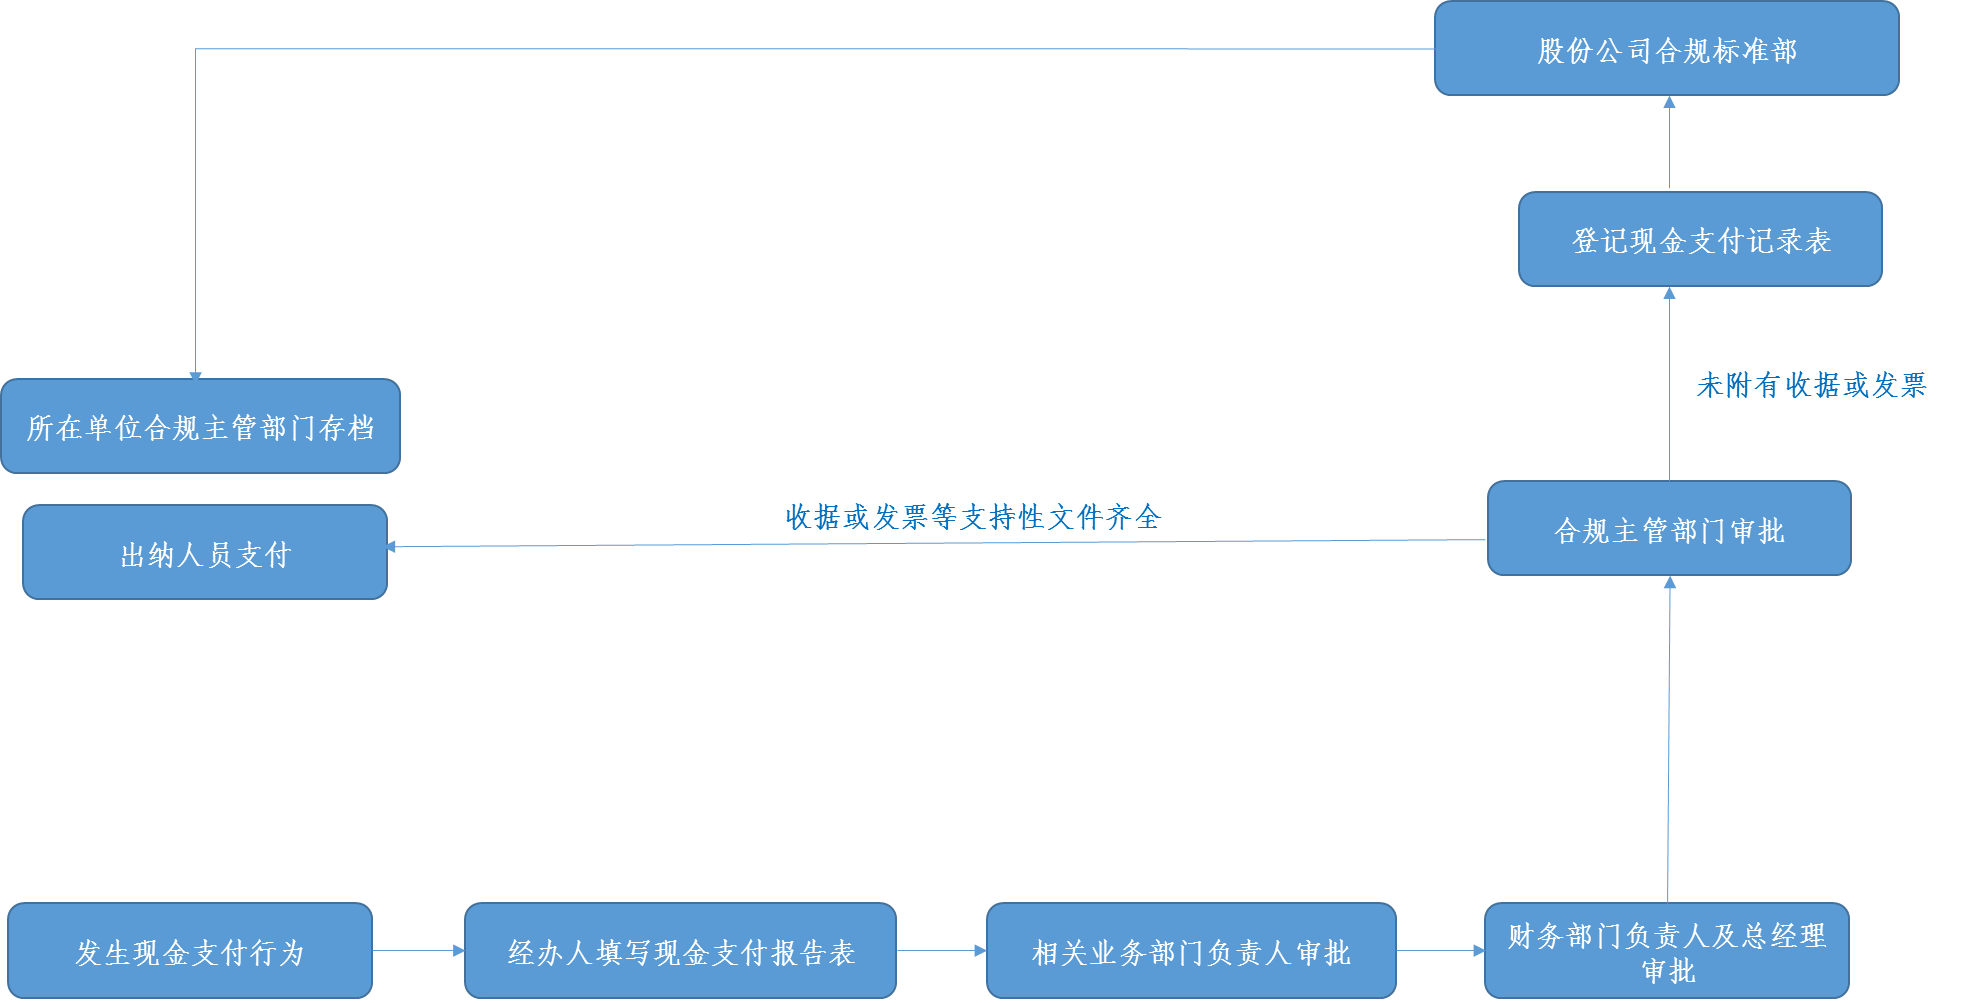 股份公司合规标准部
登记现金支付记录表
未附有收据或发票
所在单位合规主管部门存档
收据或发票等支持性文件齐全
合规主管部门审批
出纳人员支付
发生现金支付行为
经办人填写现金支付报告表
相关业务部门负责人审批
财务部门负责人及总经理
审批